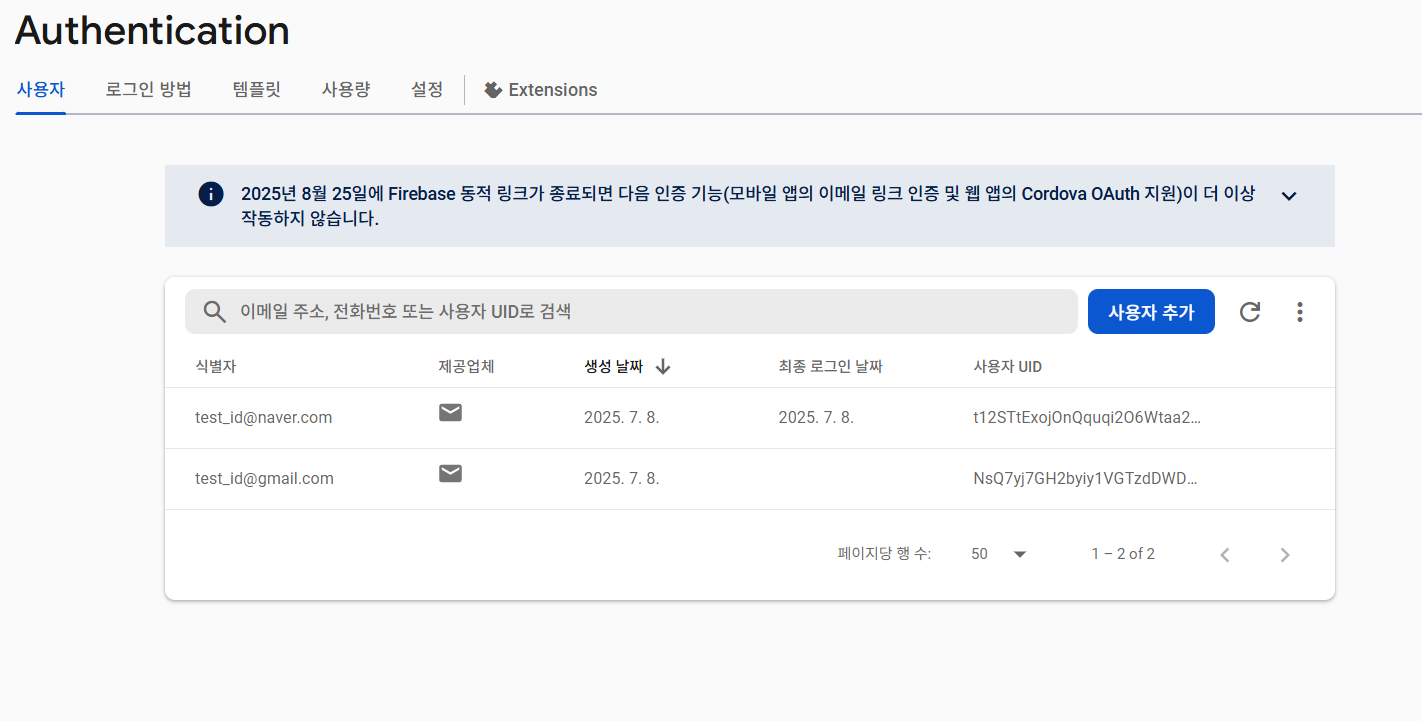 Authentication
사용자 로그인 방법 템플릿 사용량 설정 Extensions
2025년 8월 25일에 Firebase 동적 링크가 종료되면 다음 인증 기능(모바일 앱의 이메일 링크 인증 및 웹 앱의 Cordova OAuth 지원)이 더 이상
작동하지 않습니다.
이메일 주소, 전화번호 또는 사용자 UID로 검색 사용자 추가
식별자 제공업체 생성 날짜 최종 로그인 날짜 사용자 UID
test_id@naver.com 2025. 7. 8. 2025. 7. 8. t12STtExojOnQquqi2O6Wtaa2...
test_id@gmail.com 2025. 7. 8. NsQ7yj7GH2byiy1VGTzdDWD...
페이지당 행 수: 50 1 – 2 of 2